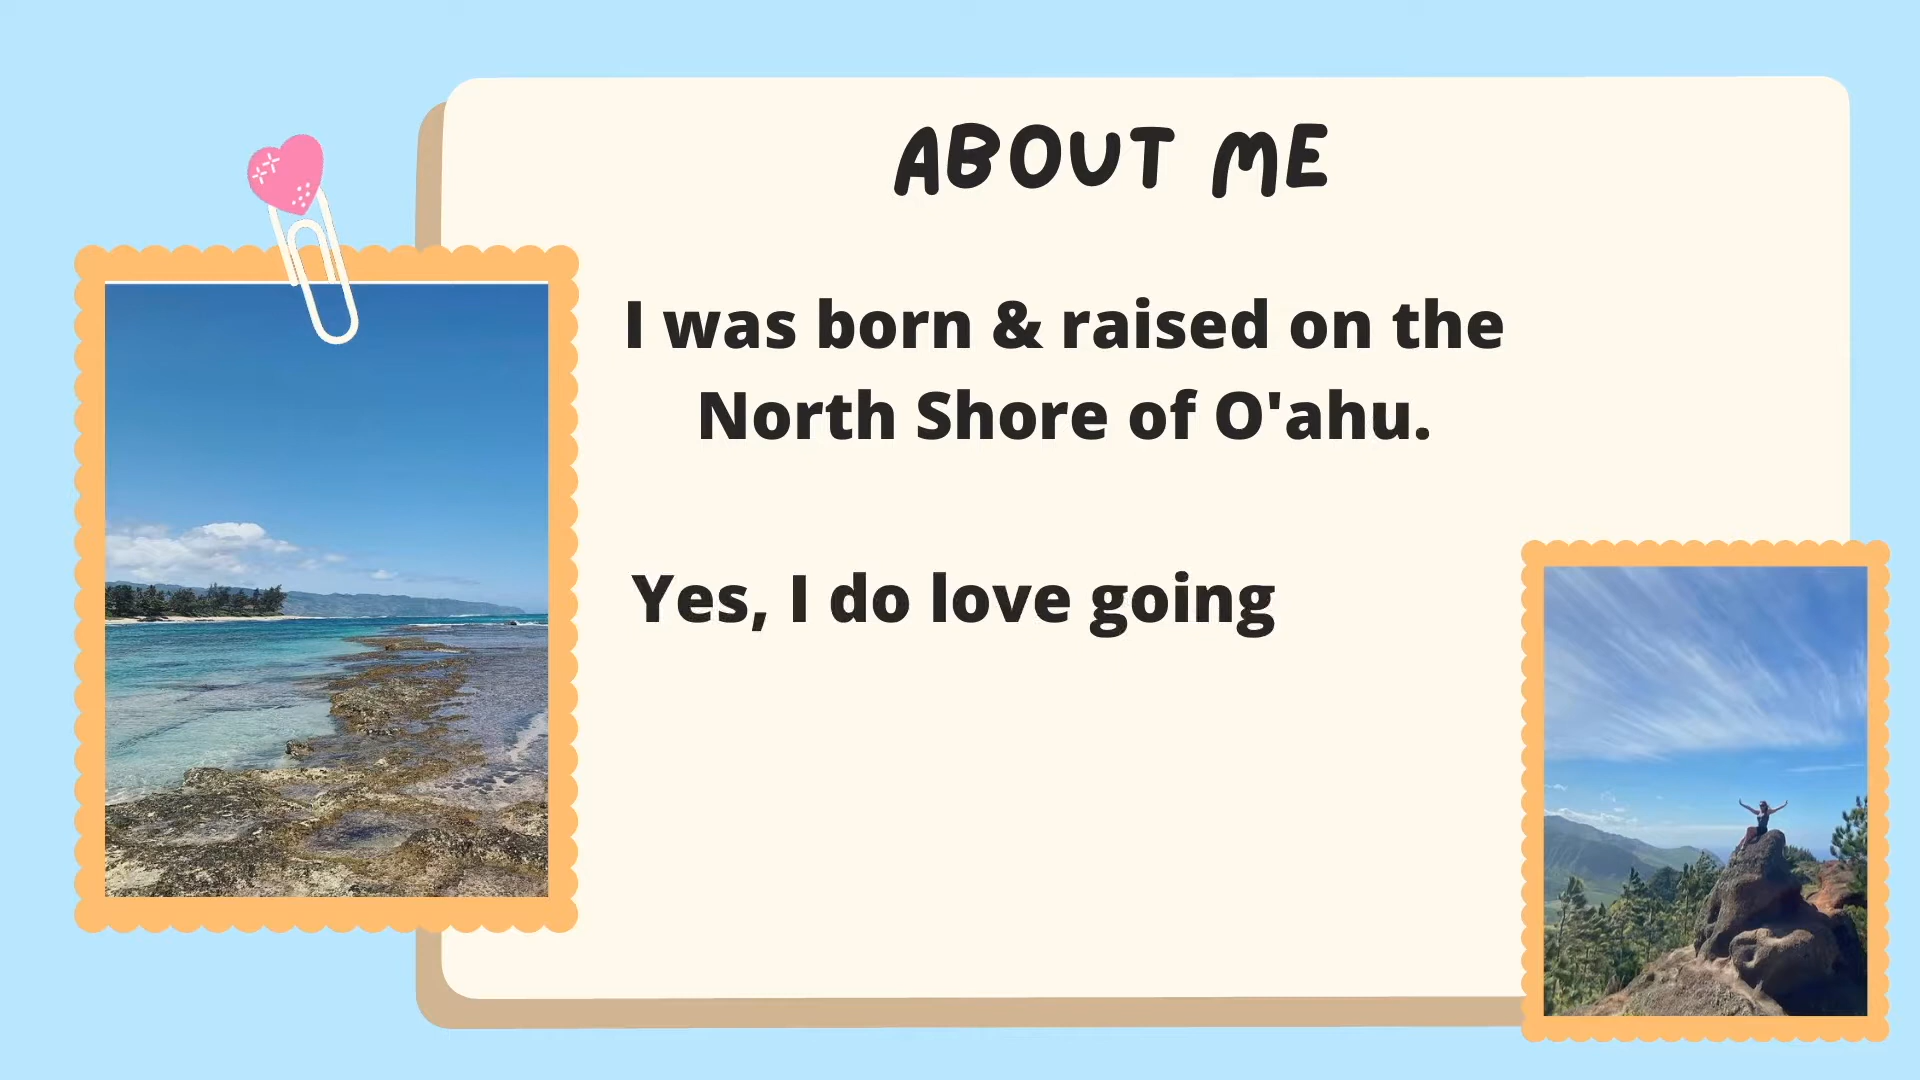 ABOUT ME
I was born & raised on the
North Shore of O'ahu.
Yes, I do love going